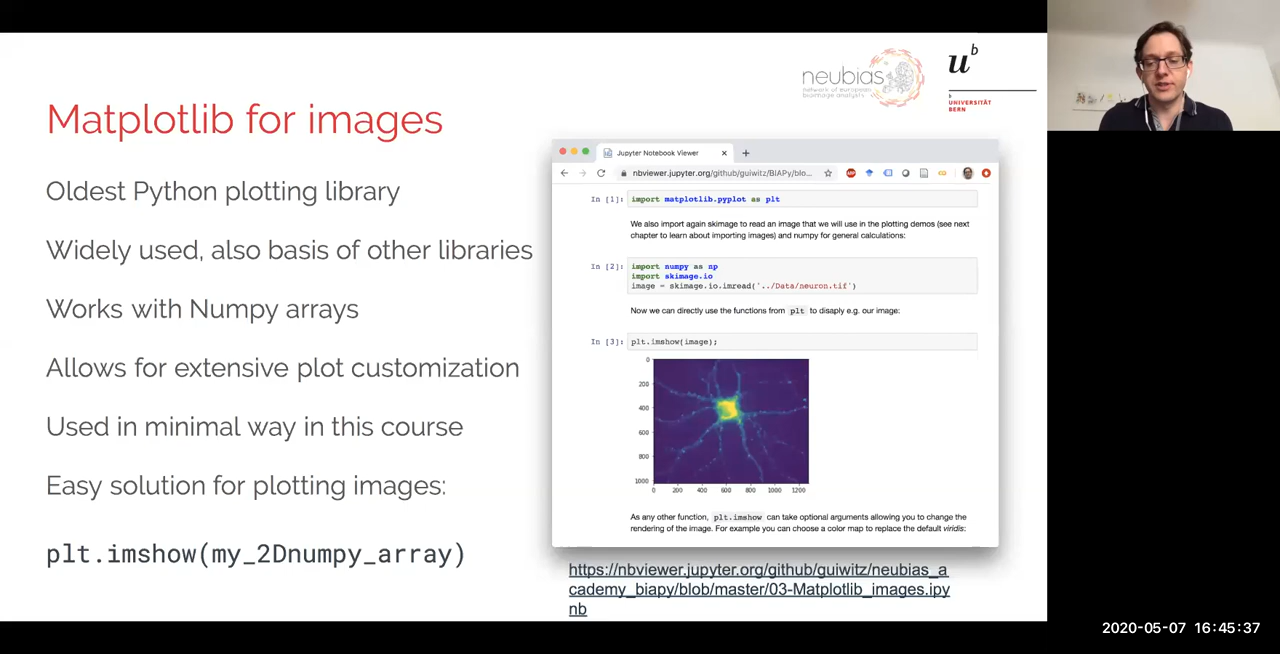 neubias
network of european
bioimage analysts
u^b
b
UNIVERSITÄT
BERN
Matplotlib for images
Oldest Python plotting library
Widely used, also basis of other libraries
Works with Numpy arrays
Allows for extensive plot customization
Used in minimal way in this course
Easy solution for plotting images:
plt.imshow(my_2Dnumpy_array)
Jupyter Notebook Viewer
nbviewer.jupyter.org/github/guiwitz/BIAPy/blo...
ABP
In [1]: import matplotlib.pyplot as plt
We also import again skimage to read an image that we will use in the plotting demos (see next
chapter to learn about importing images) and numpy for general calculations:
In [2]: import numpy as np
import skimage.io
image = skimage.io.imread('../Data/neuron.tif')
Now we can directly use the functions from plt to disaply e.g. our image:
In [3]: plt.imshow(image);
0
200
400
600
800
1000
0 200 400 600 800 1000 1200
As any other function, plt.imshow can take optional arguments allowing you to change the
rendering of the image. For example you can choose a color map to replace the default viridis:
https://nbviewer.jupyter.org/github/guiwitz/neubias_a
cademy_biapy/blob/master/03-Matplotlib_images.ipy
nb
2020-05-07 16:45:37